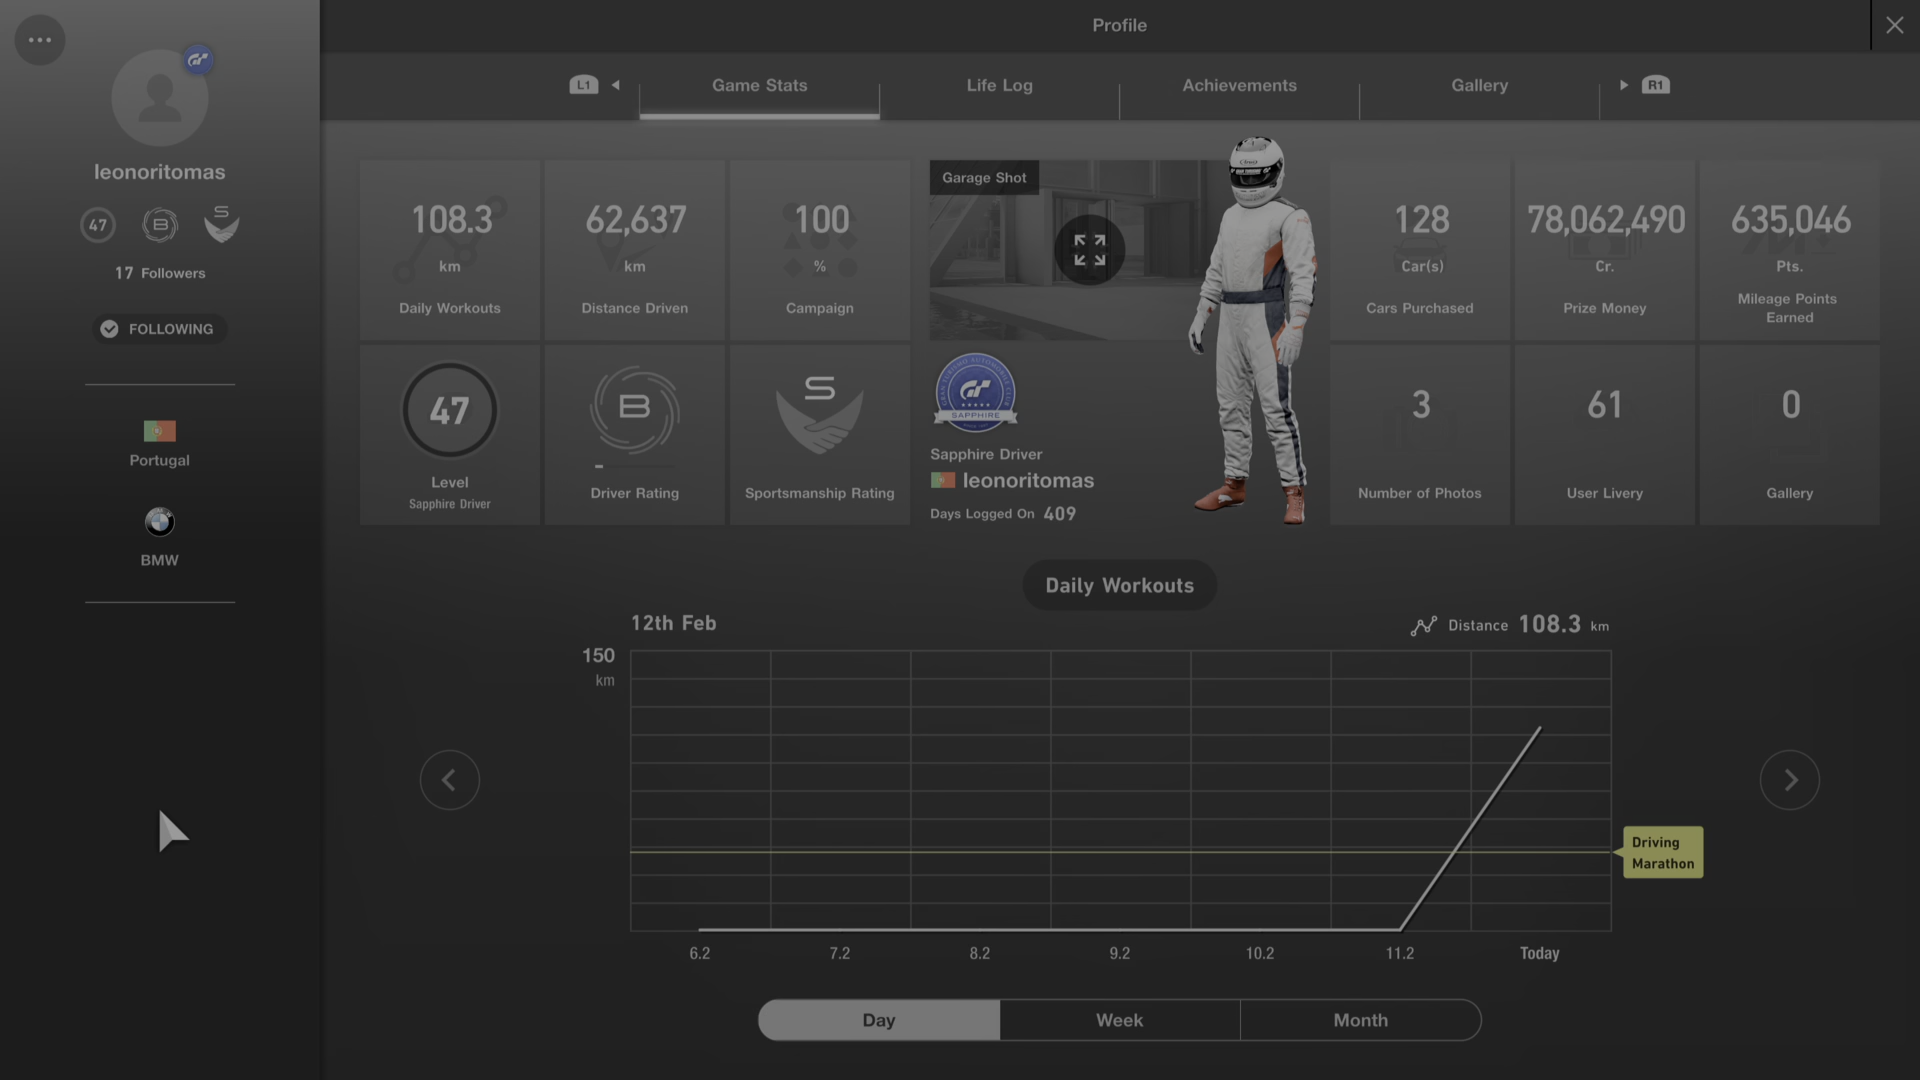 Profile
L1
Game Stats
Life Log
Achievements
Gallery
R1
leonoritomas
47
B
S
17 Followers
FOLLOWING
Portugal
BMW
108.3
km
Daily Workouts
62,637
km
Distance Driven
100
%
Campaign
Garage Shot
128
Car(s)
Cars Purchased
78,062,490
Cr.
Prize Money
635,046
Pts.
Mileage Points
Earned
47
Level
Sapphire Driver
B
Driver Rating
S
Sportsmanship Rating
SAPPHIRE
Sapphire Driver
leonoritomas
Days Logged On 409
3
Number of Photos
61
User Livery
0
Gallery
Daily Workouts
12th Feb
Distance 108.3 km
150
km
Driving
Marathon
6.2
7.2
8.2
9.2
10.2
11.2
Today
Day
Week
Month